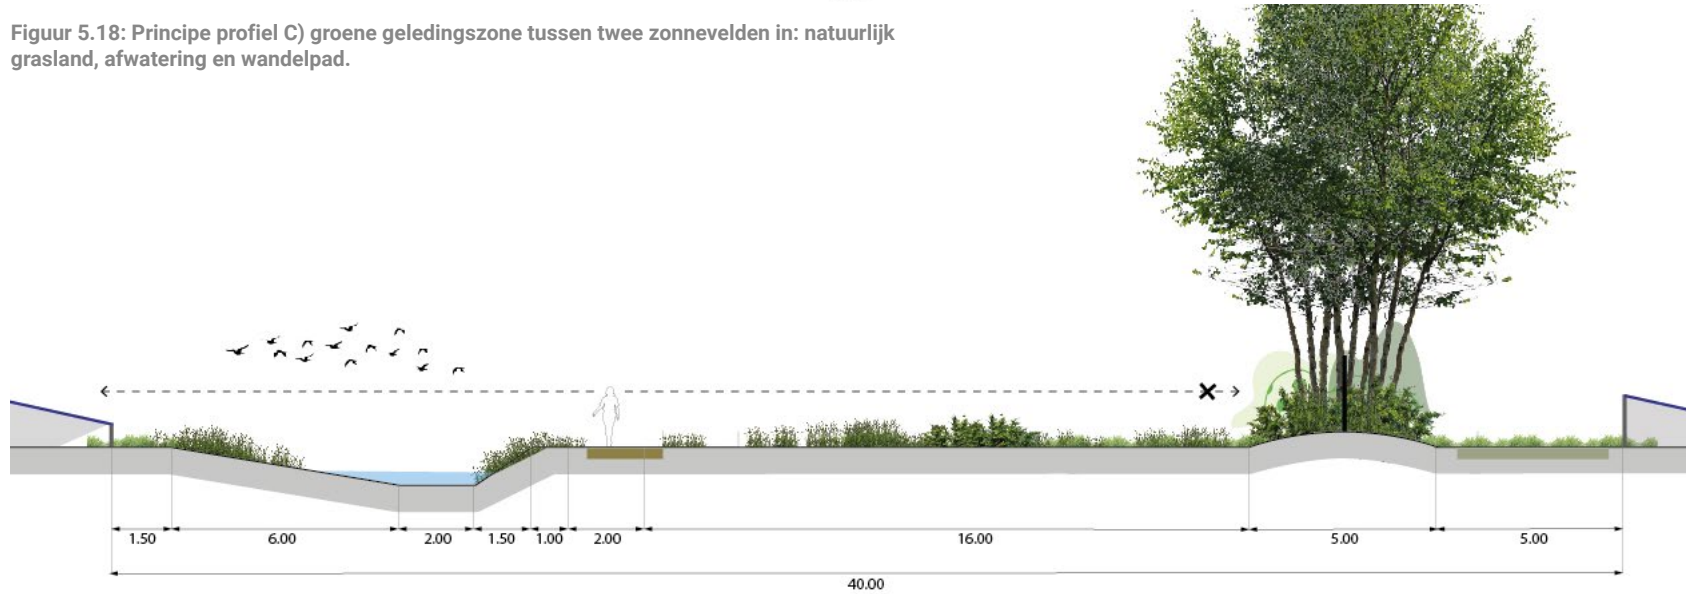 Figuur 5.18: Principe profiel C) groene geledingszone tussen twee zonnevelden in: natuurlijk
grasland, afwatering en wandelpad.
1.50 6.00 2.00 1.50 1.00 2.00 16.00 5.00 5.00
40.00